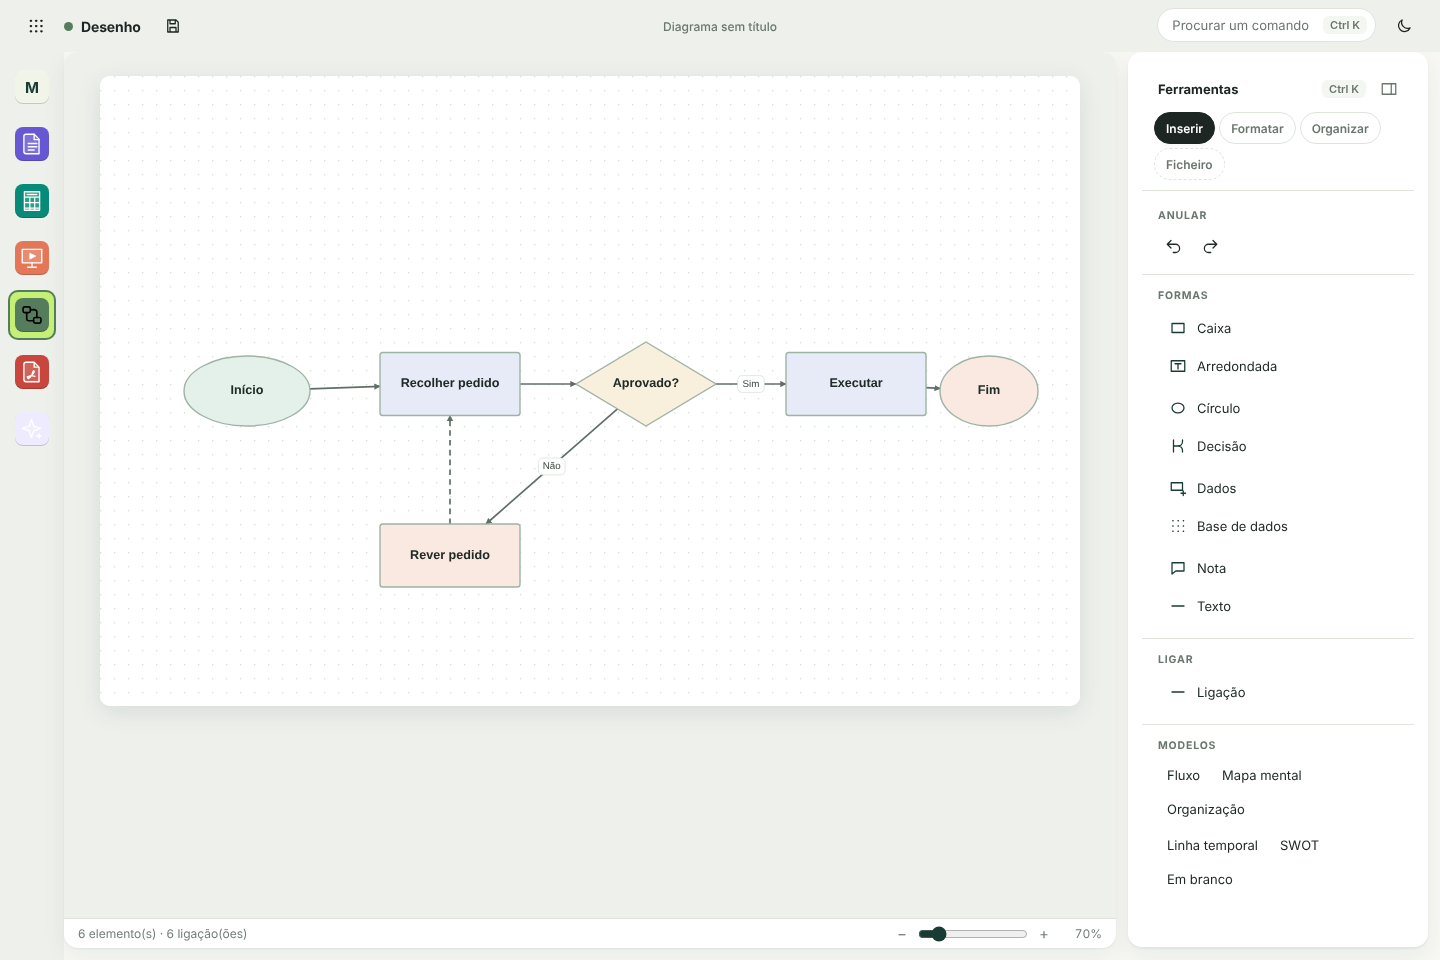 Desenho
Diagrama sem título
Procurar um comando Ctrl K
M
Ferramentas Ctrl K
Inserir Formatar Organizar
Ficheiro
ANULAR
FORMAS
Caixa
Arredondada
Círculo
Decisão
Dados
Base de dados
Nota
Texto
LIGAR
Ligação
MODELOS
Fluxo Mapa mental
Organização
Linha temporal SWOT
Em branco
Início
Recolher pedido
Aprovado?
Sim
Executar
Fim
Não
Rever pedido
6 elemento(s) · 6 ligação(ões)
− + 70%